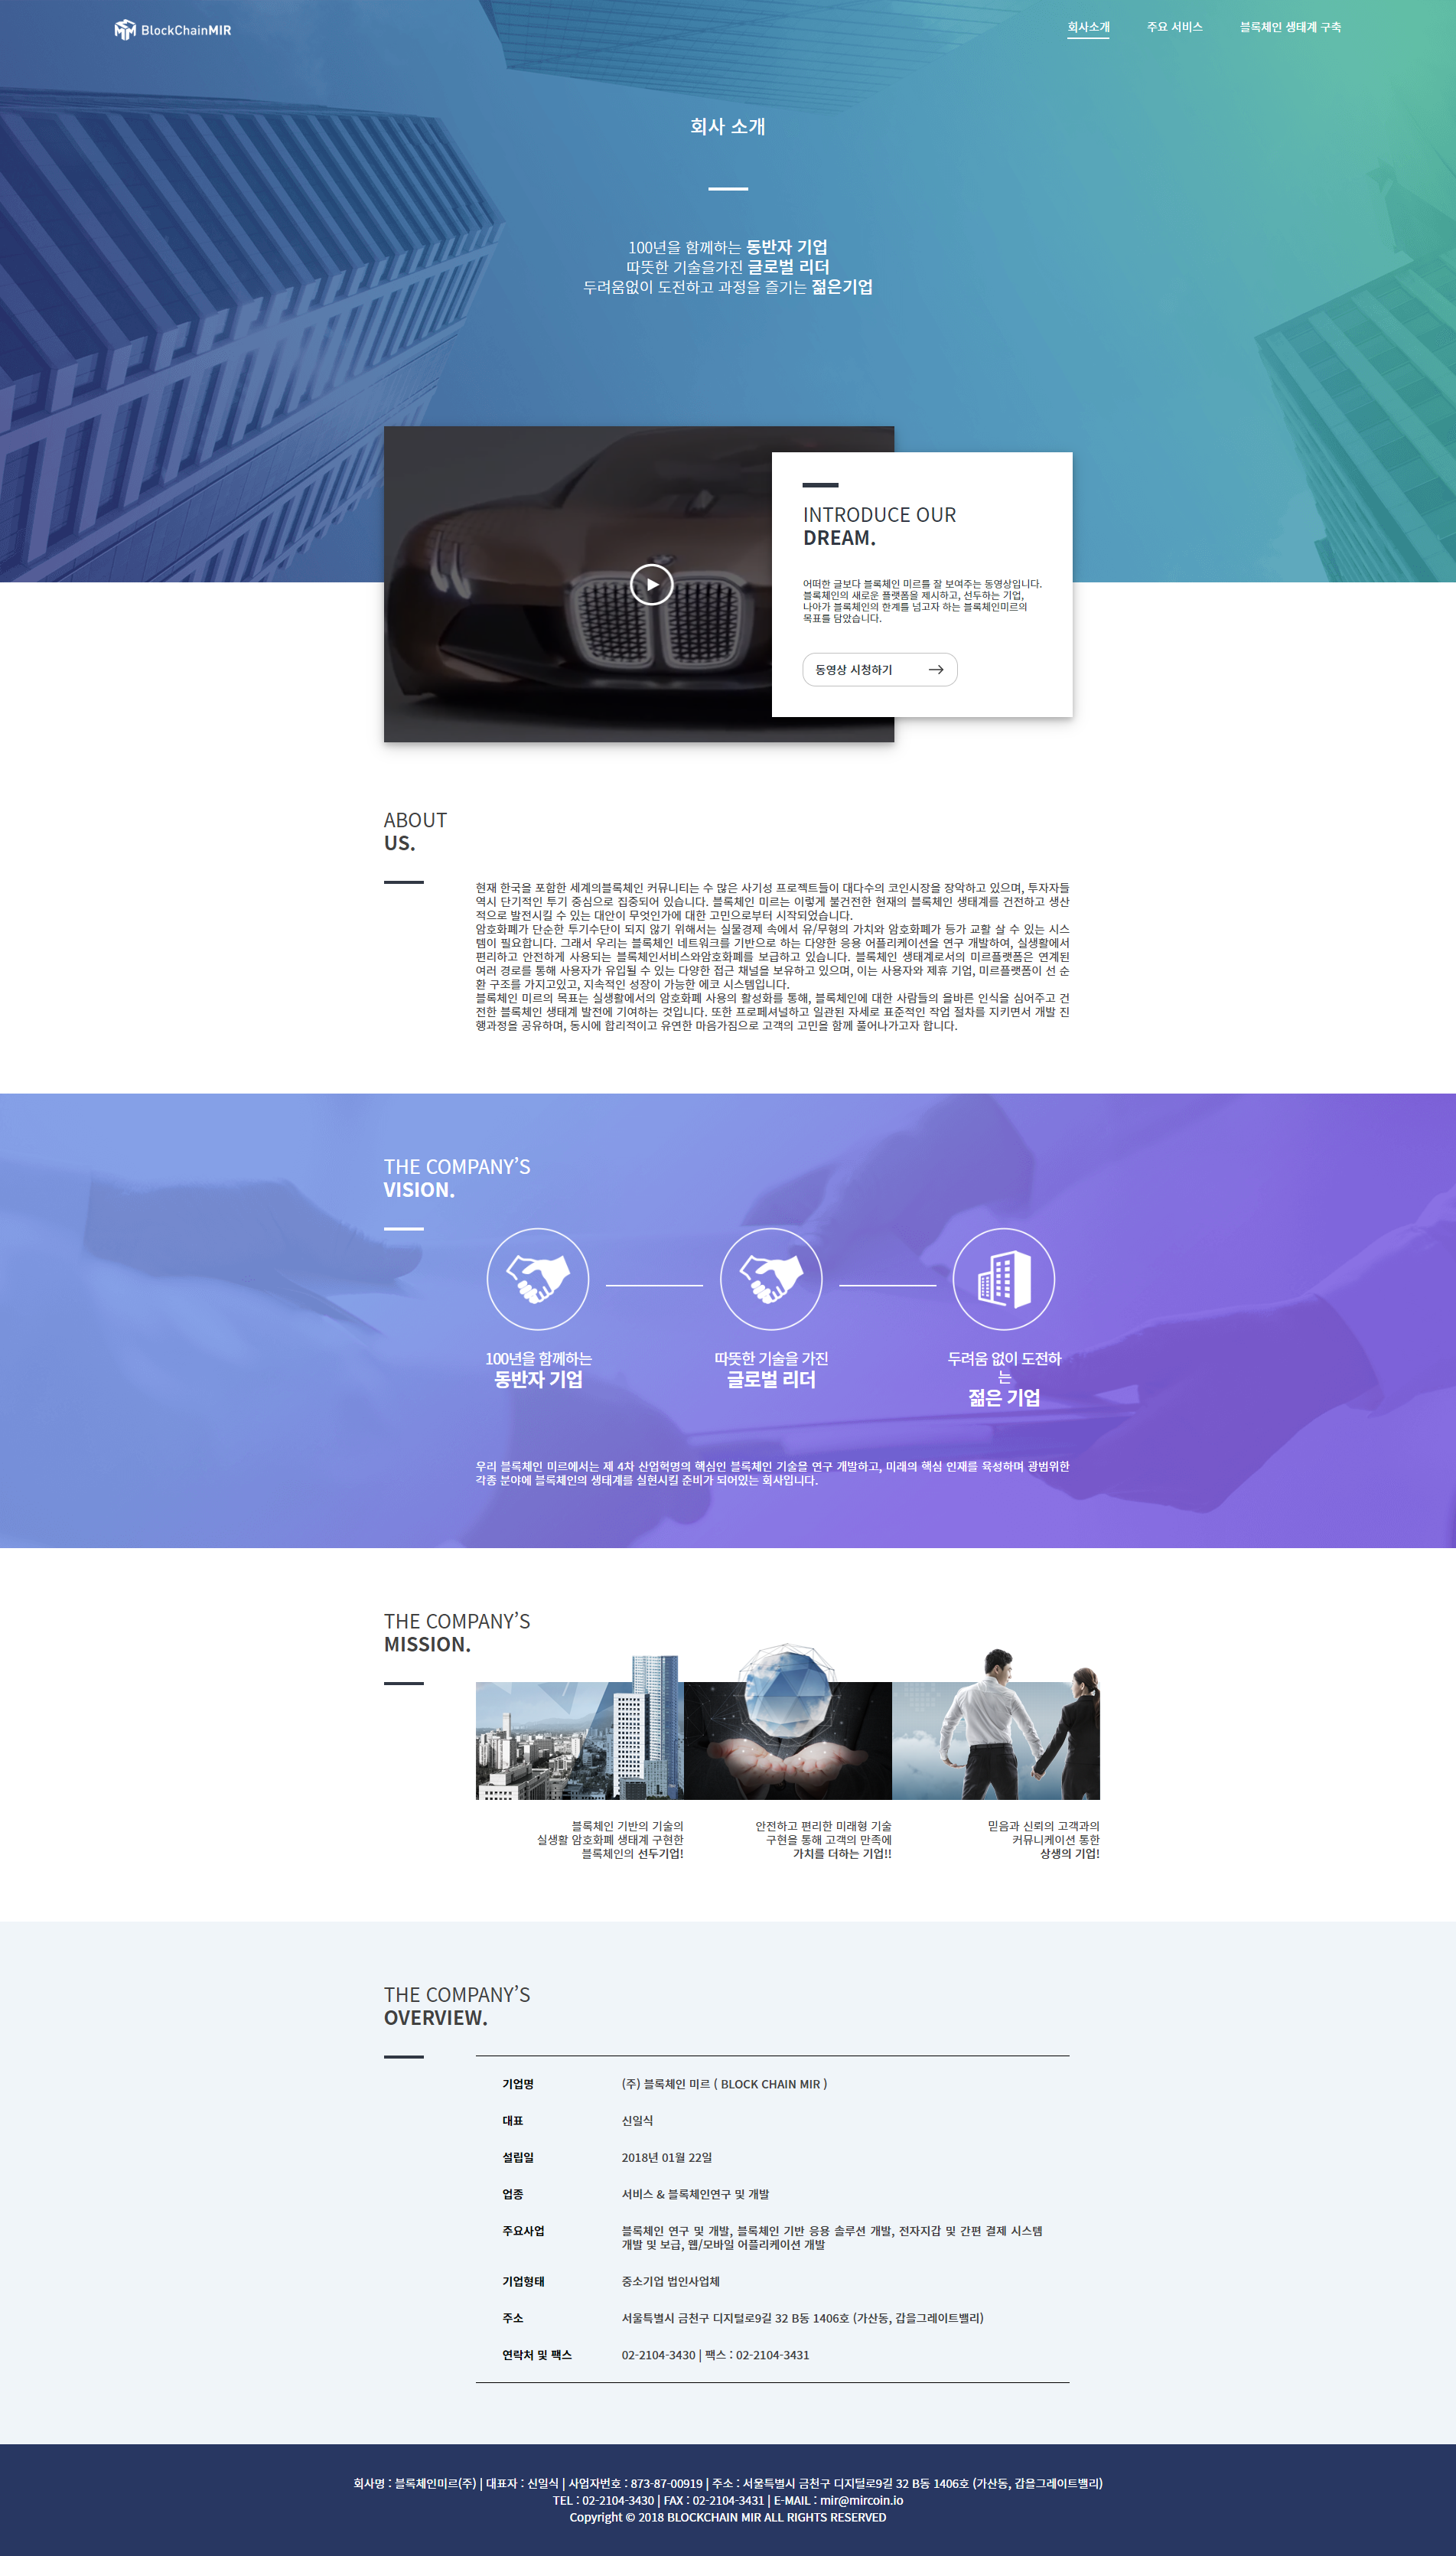 BlockChainMIR
회사소개
주요 서비스
블록체인 생태계 구축
회사 소개
100년을 함께하는 동반자 기업
따뜻한 기술을가진 글로벌 리더
두려움없이 도전하고 과정을 즐기는 젊은기업
INTRODUCE OUR
DREAM.
어떠한 글보다 블록체인 미르를 잘 보여주는 동영상입니다.
블록체인의 새로운 플랫폼을 제시하고, 선두하는 기업,
나아가 블록체인의 한계를 넘고자 하는 블록체인미르의
목표를 담았습니다.
동영상 시청하기
ABOUT
US.
현재 한국을 포함한 세계의블록체인 커뮤니티는 수 많은 사기성 프로젝트들이 대다수의 코인시장을 장악하고 있으며, 투자자들
역시 단기적인 투기 중심으로 집중되어 있습니다. 블록체인 미르는 이렇게 불건전한 현재의 블록체인 생태계를 건전하고 생산
적으로 발전시킬 수 있는 대안이 무엇인가에 대한 고민으로부터 시작되었습니다.
암호화폐가 단순한 투기수단이 되지 않기 위해서는 실물경제 속에서 유/무형의 가치와 암호화폐가 등가 교활 살 수 있는 시스
템이 필요합니다. 그래서 우리는 블록체인 네트워크를 기반으로 하는 다양한 응용 어플리케이션을 연구 개발하여, 실생활에서
편리하고 안전하게 사용되는 블록체인서비스와암호화폐를 보급하고 있습니다. 블록체인 생태계로서의 미르플랫폼은 연계된
여러 경로를 통해 사용자가 유입될 수 있는 다양한 접근 채널을 보유하고 있으며, 이는 사용자와 제휴 기업, 미르플랫폼이 선 순
환 구조를 가지고있고, 지속적인 성장이 가능한 에코 시스템입니다.
블록체인 미르의 목표는 실생활에서의 암호화폐 사용의 활성화를 통해, 블록체인에 대한 사람들의 올바른 인식을 심어주고 건
전한 블록체인 생태계 발전에 기여하는 것입니다. 또한 프로페셔널하고 일관된 자세로 표준적인 작업 절차를 지키면서 개발 진
행과정을 공유하며, 동시에 합리적이고 유연한 마음가짐으로 고객의 고민을 함께 풀어나가고자 합니다.
THE COMPANY’S
VISION.
100년을 함께하는
동반자 기업
따뜻한 기술을 가진
글로벌 리더
두려움 없이 도전하
는
젊은 기업
우리 블록체인 미르에서는 제 4차 산업혁명의 핵심인 블록체인 기술을 연구 개발하고, 미래의 핵심 인재를 육성하며 광범위한
각종 분야에 블록체인의 생태계를 실현시킬 준비가 되어있는 회사입니다.
THE COMPANY’S
MISSION.
블록체인 기반의 기술의
실생활 암호화폐 생태계 구현한
블록체인의 선두기업!
안전하고 편리한 미래형 기술
구현을 통해 고객의 만족에
가치를 더하는 기업!!
믿음과 신뢰의 고객과의
커뮤니케이션 통한
상생의 기업!
THE COMPANY’S
OVERVIEW.
기업명 (주) 블록체인 미르 ( BLOCK CHAIN MIR )
대표 신일식
설립일 2018년 01월 22일
업종 서비스 & 블록체인연구 및 개발
주요사업 블록체인 연구 및 개발, 블록체인 기반 응용 솔루션 개발, 전자지갑 및 간편 결제 시스템
개발 및 보급, 웹/모바일 어플리케이션 개발
기업형태 중소기업 법인사업체
주소 서울특별시 금천구 디지털로9길 32 B동 1406호 (가산동, 갑을그레이트밸리)
연락처 및 팩스 02-2104-3430 | 팩스 : 02-2104-3431
회사명 : 블록체인미르(주) | 대표자 : 신일식 | 사업자번호 : 873-87-00919 | 주소 : 서울특별시 금천구 디지털로9길 32 B동 1406호 (가산동, 갑을그레이트밸리)
TEL : 02-2104-3430 | FAX : 02-2104-3431 | E-MAIL : mir@mircoin.io
Copyright © 2018 BLOCKCHAIN MIR ALL RIGHTS RESERVED